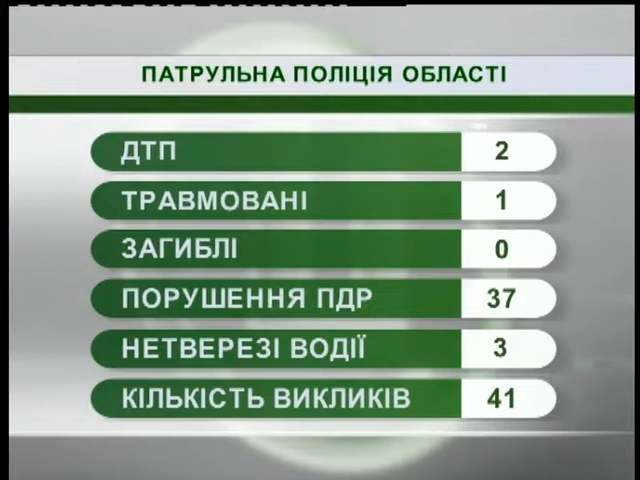 ПАТРУЛЬНА ПОЛІЦІЯ ОБЛАСТІ
ДТП 2
ТРАВМОВАНІ 1
ЗАГИБЛІ 0
ПОРУШЕННЯ ПДР 37
НЕТВЕРЕЗІ ВОДІЇ 3
КІЛЬКІСТЬ ВИКЛИКІВ 41